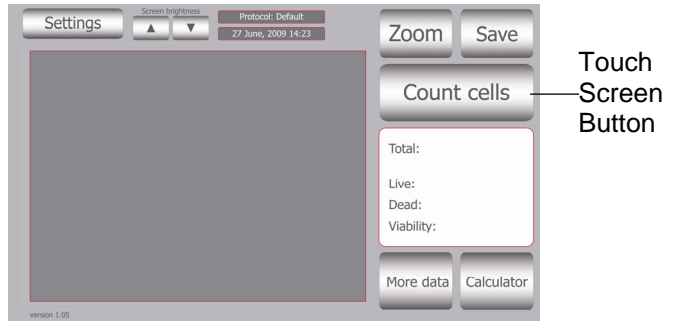 Settings
Screen brightness
▲ ▼
Protocol: Default
27 June, 2009 14:23
Zoom
Save
Count cells
Touch
Screen
Button
Total:
Live:
Dead:
Viability:
More data
Calculator
version 1.05